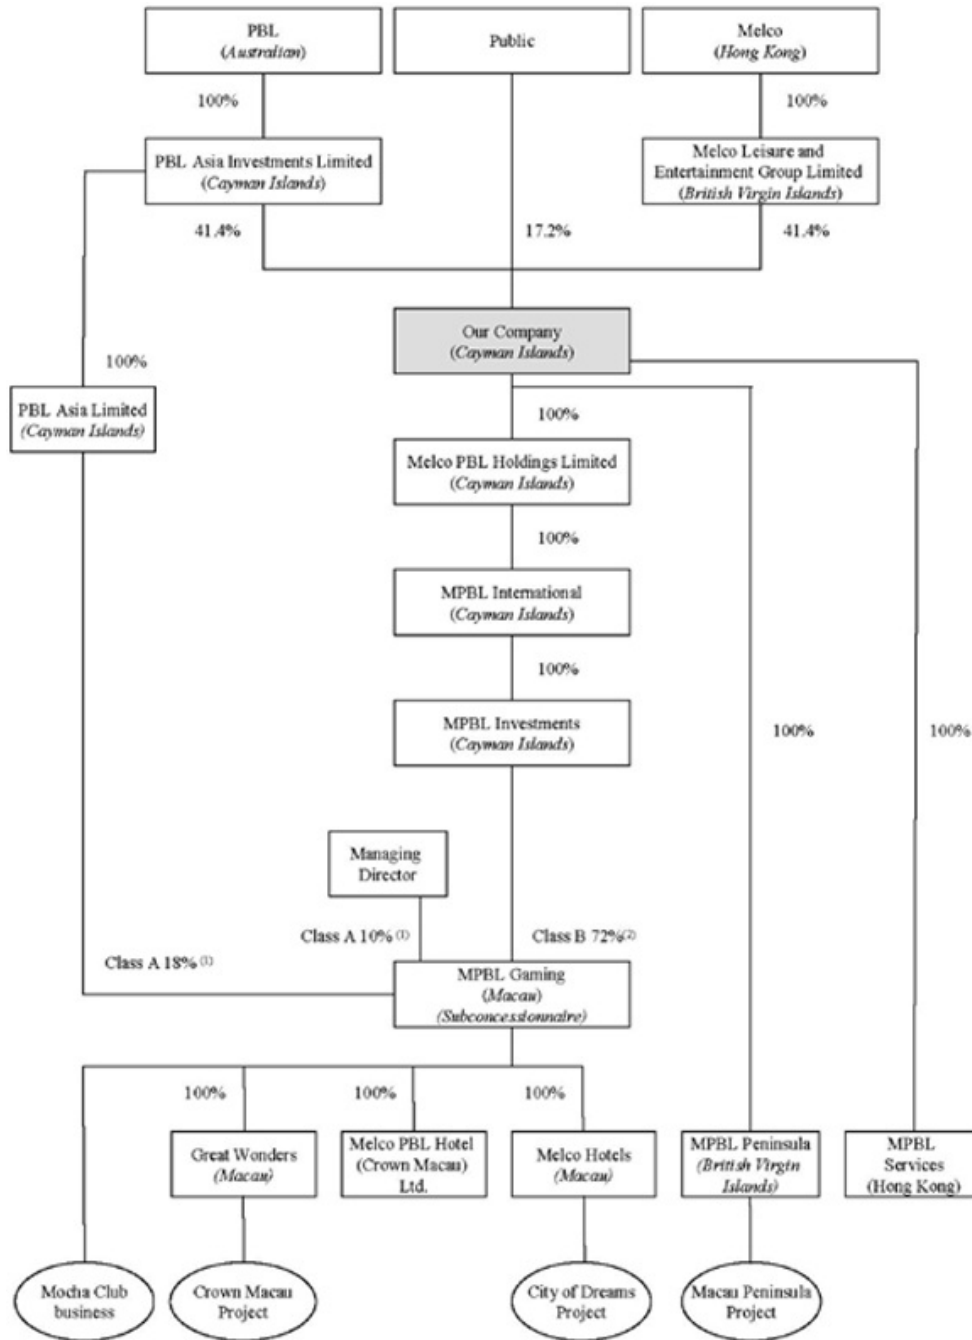 PBL
(Australian)
Public
Melco
(Hong Kong)
100%
100%
PBL Asia Investments Limited
(Cayman Islands)
Melco Leisure and
Entertainment Group Limited
(British Virgin Islands)
41.4%
17.2%
41.4%
Our Company
(Cayman Islands)
100%
PBL Asia Limited
(Cayman Islands)
100%
Melco PBL Holdings Limited
(Cayman Islands)
100%
MPBL International
(Cayman Islands)
100%
MPBL Investments
(Cayman Islands)
100%
100%
Managing
Director
Class A 10% (1)
Class B 72%(2)
Class A 18% (1)
MPBL Gaming
(Macau)
(Subconcessionnaire)
100%
100%
100%
Great Wonders
(Macau)
Melco PBL Hotel
(Crown Macau)
Ltd.
Melco Hotels
(Macau)
MPBL Peninsula
(British Virgin
Islands)
MPBL
Services
(Hong Kong)
Mocha Club
business
Crown Macau
Project
City of Dreams
Project
Macau Peninsula
Project